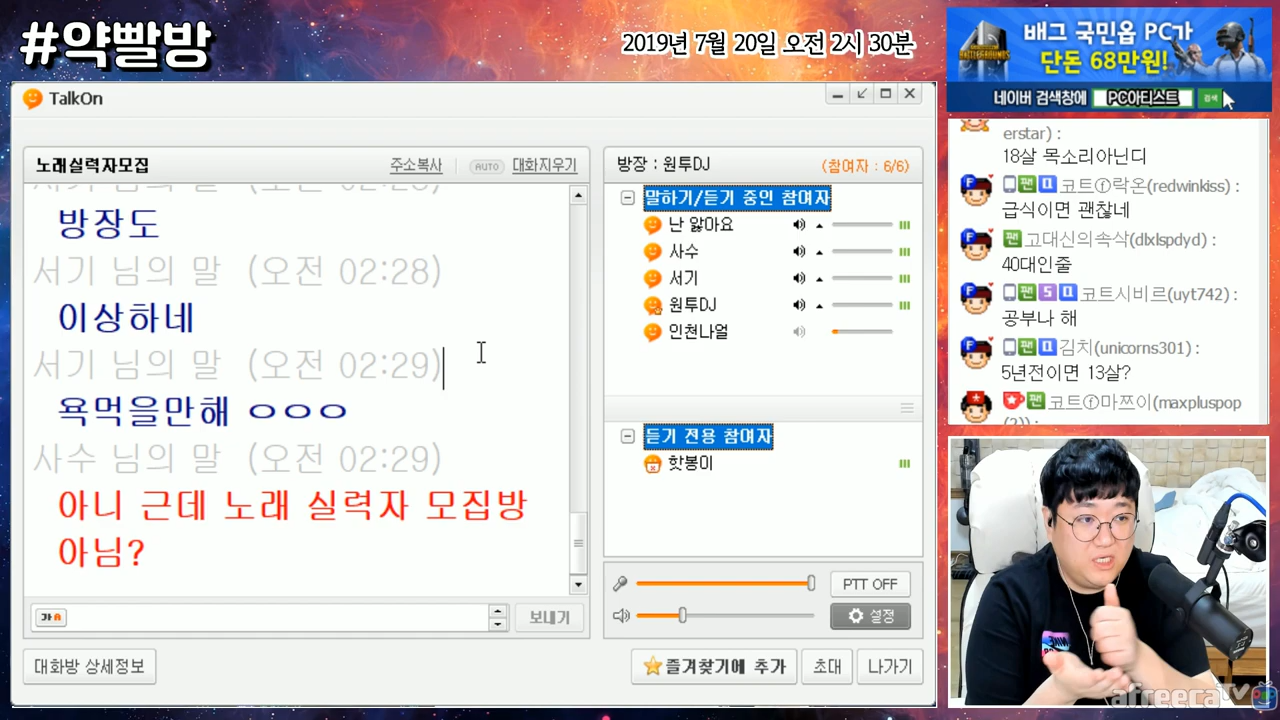 #약빨방
2019년 7월 20일 오전 2시 30분
배그 국민옵 PC가
단돈 68만원!
BATTLEGROUNDS
네이버 검색창에 PC아티스트 검색
TalkOn
노래실력자모집 주소복사 AUTO 대화지우기
방장도
서기 님의 말 (오전 02:28)
이상하네
서기 님의 말 (오전 02:29)
욕먹을만해 ㅇㅇㅇ
사수 님의 말 (오전 02:29)
아니 근데 노래 실력자 모집방
아님?
가
보내기
대화방 상세정보
방장 : 원투DJ (참여자 : 6/6)
말하기/듣기 중인 참여자
난 앓아요
사수
서기
원투DJ
인천나얼
듣기 전용 참여자
핫봉이
PTT OFF
설정
즐겨찾기에 추가 초대 나가기
erstar) :
18살 목소리아닌디
팬 코트ⓕ락온(redwinkiss) :
급식이면 괜찮네
팬 고대신의속삭(dlxlspdyd) :
40대인줄
팬 S 코트시비르(uyt742) :
공부나 해
팬 김치(unicorns301) :
5년전이면 13살?
팬 코트ⓕ마쯔이(maxpluspop
(2)) :
afreecaTV